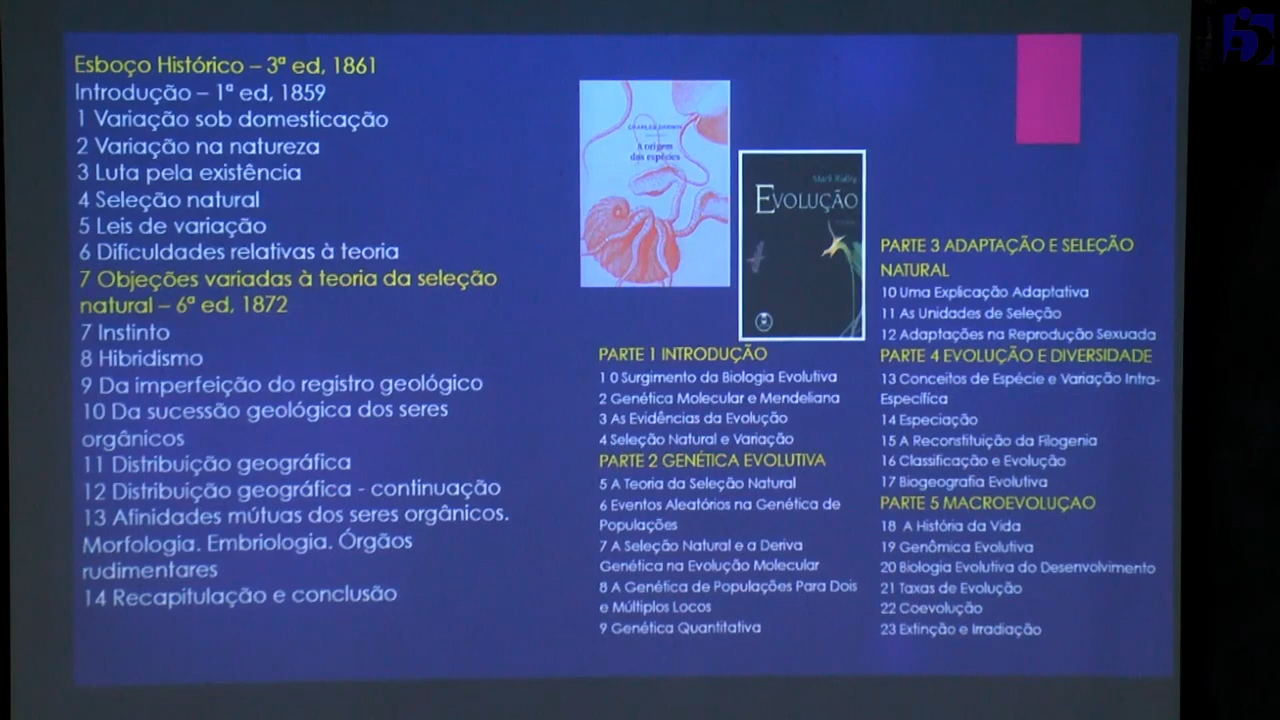 Esboço Histórico – 3ª ed, 1861
Introdução – 1ª ed, 1859
1 Variação sob domesticação
2 Variação na natureza
3 Luta pela existência
4 Seleção natural
5 Leis de variação
6 Dificuldades relativas à teoria
7 Objeções variadas à teoria da seleção
natural – 6ª ed, 1872
7 Instinto
8 Hibridismo
9 Da imperfeição do registro geológico
10 Da sucessão geológica dos seres
orgânicos
11 Distribuição geográfica
12 Distribuição geográfica - continuação
13 Afinidades mútuas dos seres orgânicos.
Morfologia. Embriologia. Órgãos
rudimentares
14 Recapitulação e conclusão
CHARLES DARWIN
A origem
das espécies
Mark Ridley
EVOLUÇÃO
PARTE 1 INTRODUÇÃO
1 0 Surgimento da Biologia Evolutiva
2 Genética Molecular e Mendeliana
3 As Evidências da Evolução
4 Seleção Natural e Variação
PARTE 2 GENÉTICA EVOLUTIVA
5 A Teoria da Seleção Natural
6 Eventos Aleatórios na Genética de
Populações
7 A Seleção Natural e a Deriva
Genética na Evolução Molecular
8 A Genética de Populações Para Dois
e Múltiplos Locos
9 Genética Quantitativa
PARTE 3 ADAPTAÇÃO E SELEÇÃO
NATURAL
10 Uma Explicação Adaptativa
11 As Unidades de Seleção
12 Adaptações na Reprodução Sexuada
PARTE 4 EVOLUÇÃO E DIVERSIDADE
13 Conceitos de Espécie e Variação Intra-
Específica
14 Especiação
15 A Reconstituição da Filogenia
16 Classificação e Evolução
17 Biogeografia Evolutiva
PARTE 5 MACROEVOLUÇAO
18 A História da Vida
19 Genômica Evolutiva
20 Biologia Evolutiva do Desenvolvimento
21 Taxas de Evolução
22 Coevolução
23 Extinção e Irradiação